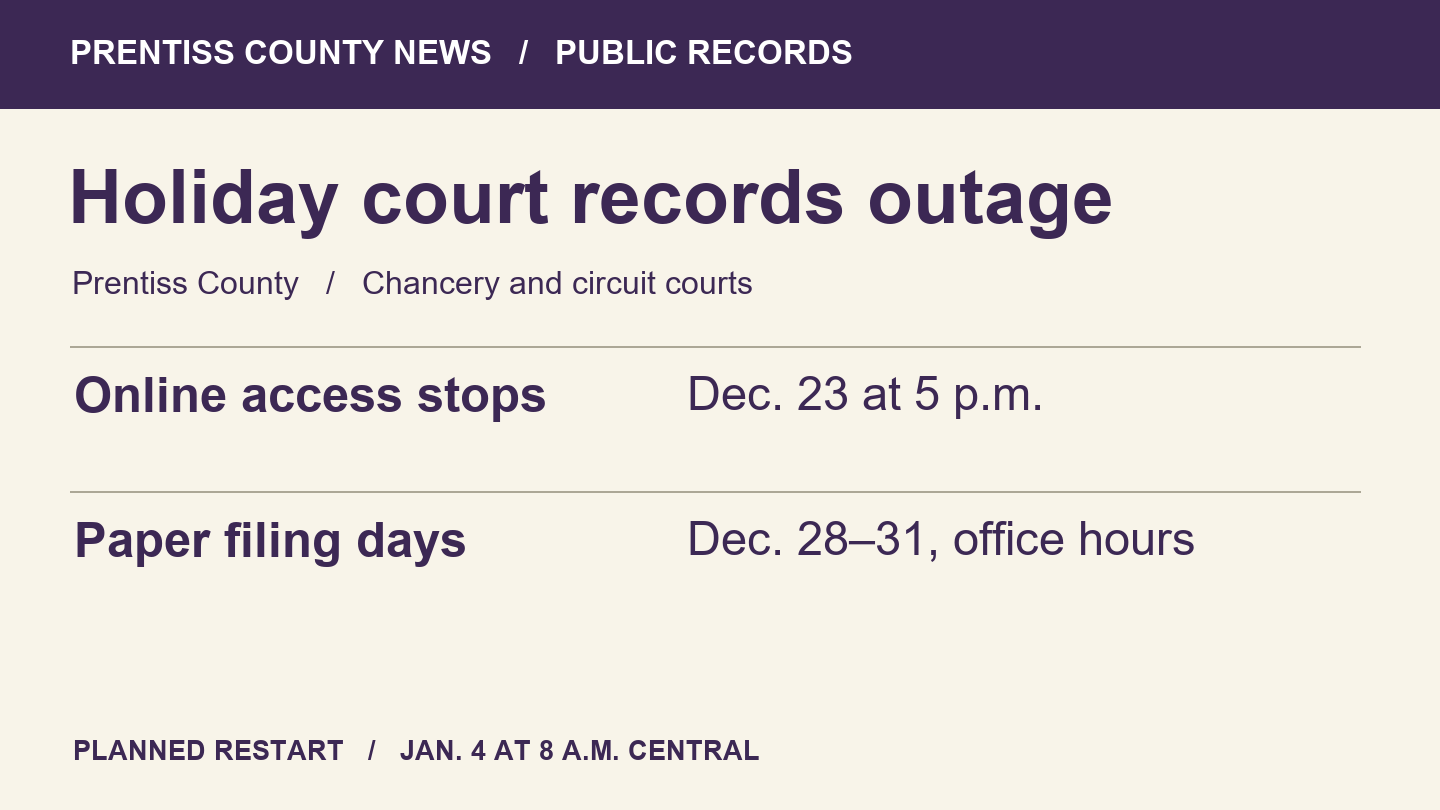 PRENTISS COUNTY NEWS / PUBLIC RECORDS
Holiday court records outage
Prentiss County / Chancery and circuit courts
Online access stops Dec. 23 at 5 p.m.
Paper filing days Dec. 28–31, office hours
PLANNED RESTART / JAN. 4 AT 8 A.M. CENTRAL